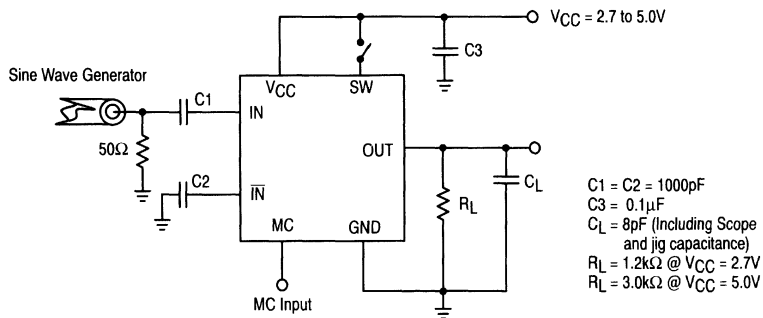 VCC = 2.7 to 5.0V
C3
Sine Wave Generator
VCC
SW
C1
IN
50Ω
OUT
C2
IN
MC
GND
RL
CL
MC Input
C1 = C2 = 1000pF
C3 = 0.1µF
CL = 8pF (Including Scope
and jig capacitance)
RL = 1.2kΩ @ VCC = 2.7V
RL = 3.0kΩ @ VCC = 5.0V